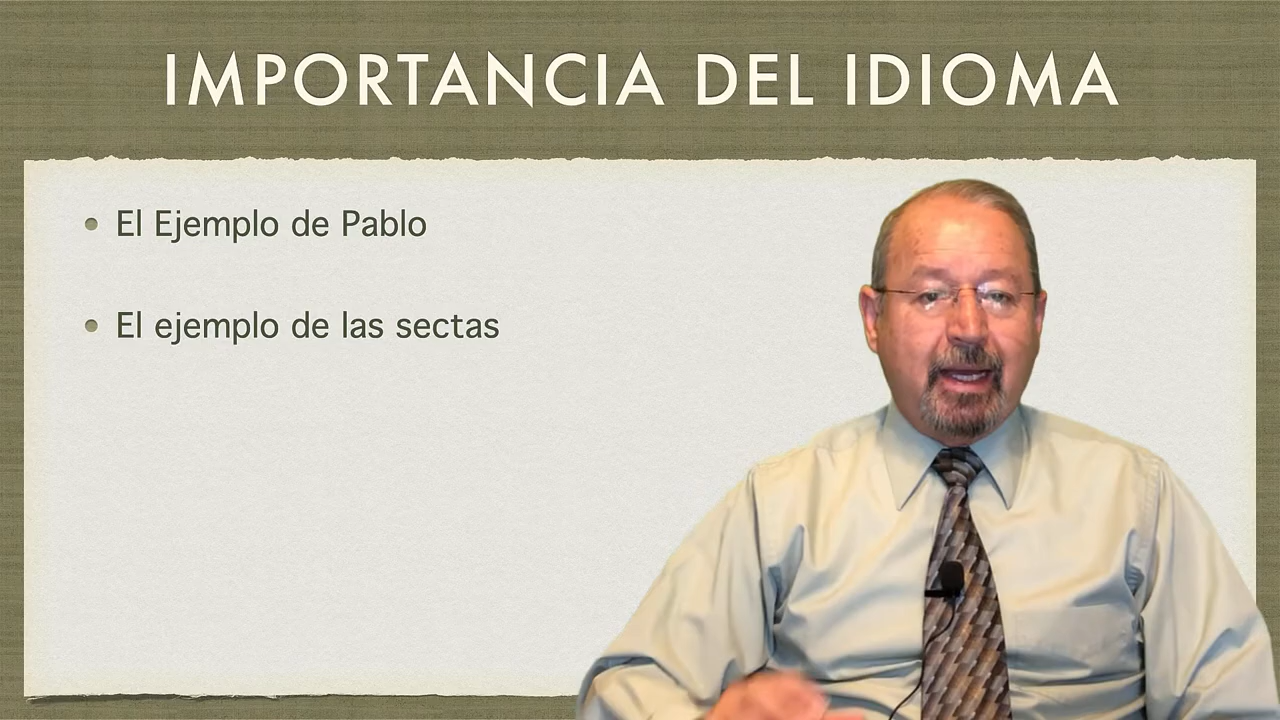 IMPORTANCIA DEL IDIOMA
El Ejemplo de Pablo
El ejemplo de las sectas